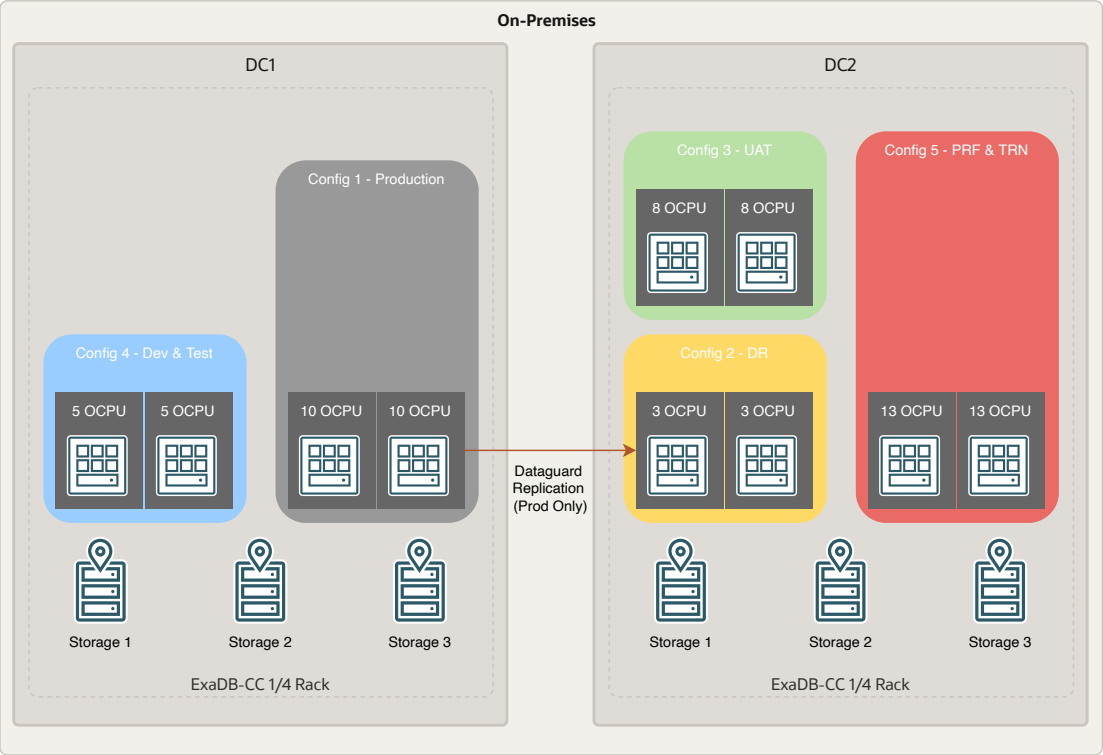 On-Premises
DC1
Config 1 - Production
Config 4 - Dev & Test
5 OCPU
5 OCPU
10 OCPU
10 OCPU
Storage 1
Storage 2
Storage 3
ExaDB-CC 1/4 Rack
Dataguard
Replication
(Prod Only)
DC2
Config 3 - UAT
8 OCPU
8 OCPU
Config 5 - PRF & TRN
Config 2 - DR
3 OCPU
3 OCPU
13 OCPU
13 OCPU
Storage 1
Storage 2
Storage 3
ExaDB-CC 1/4 Rack